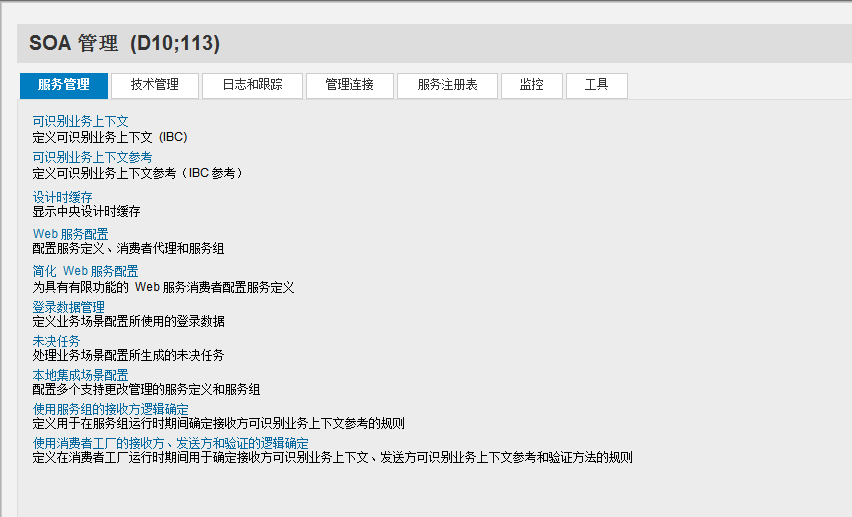 SOA 管理 (D10;113)
服务管理 技术管理 日志和跟踪 管理连接 服务注册表 监控 工具
可识别业务上下文
定义可识别业务上下文 (IBC)
可识别业务上下文参考
定义可识别业务上下文参考（IBC 参考）
设计时缓存
显示中央设计时缓存
Web 服务配置
配置服务定义、消费者代理和服务组
简化 Web 服务配置
为具有有限功能的 Web 服务消费者配置服务定义
登录数据管理
定义业务场景配置所使用的登录数据
未决任务
处理业务场景配置所生成的未决任务
本地集成场景配置
配置多个支持更改管理的服务定义和服务组
使用服务组的接收方逻辑确定
定义用于在服务组运行时期间确定接收方可识别业务上下文参考的规则
使用消费者工厂的接收方、发送方和验证的逻辑确定
定义在消费者工厂运行时期间用于确定接收方可识别业务上下文、发送方可识别业务上下文参考和验证方法的规则